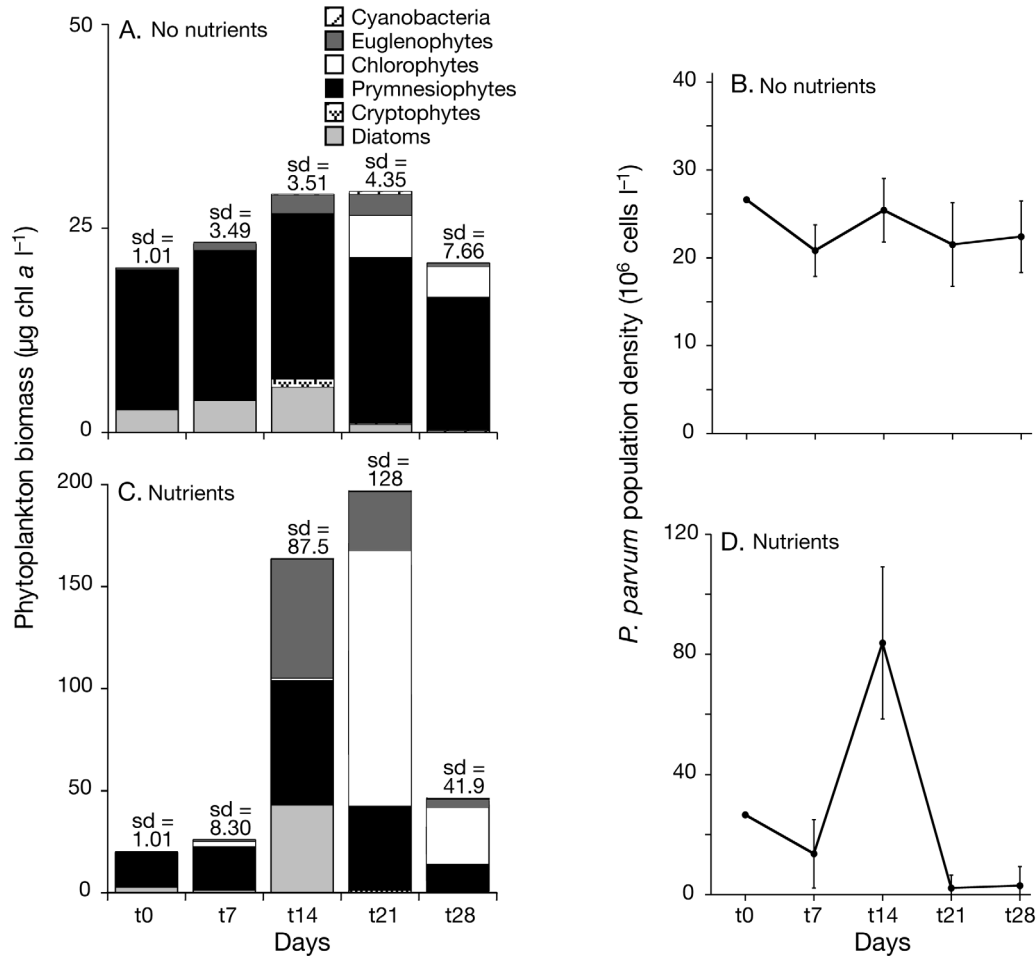 50
A. No nutrients
Cyanobacteria
Euglenophytes
Chlorophytes
Prymnesiophytes
Cryptophytes
Diatoms
sd =
1.01
sd =
3.49
sd =
3.51
sd =
4.35
sd =
7.66
25
0
Phytoplankton biomass (µg chl a l⁻¹)
C. Nutrients
200
150
100
50
0
sd =
1.01
sd =
8.30
sd =
87.5
sd =
128
sd =
41.9
t0 t7 t14 t21 t28
Days
B. No nutrients
40
30
20
10
0
P. parvum population density (10⁶ cells l⁻¹)
D. Nutrients
120
80
40
0
t0 t7 t14 t21 t28
Days